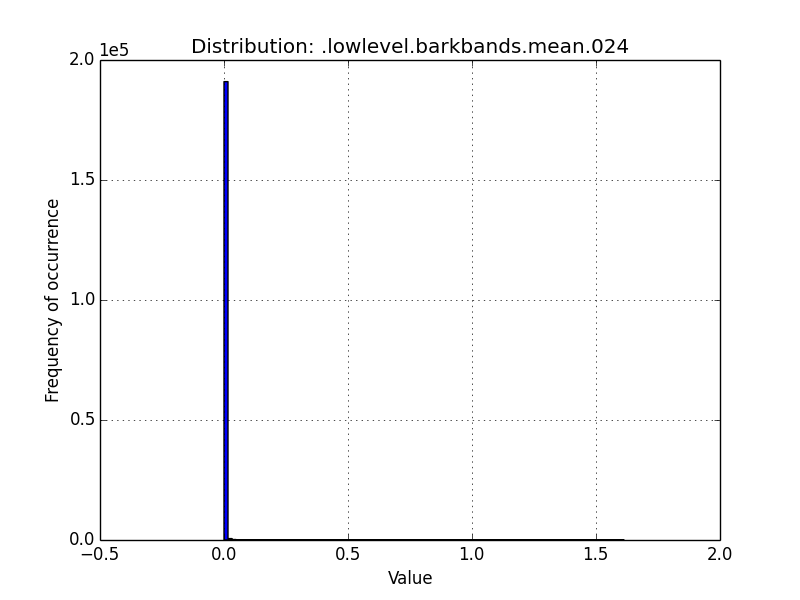 Distribution: .lowlevel.barkbands.mean.024
1e5
2.0
1.5
1.0
0.5
0.0
Frequency of occurrence
−0.5 0.0 0.5 1.0 1.5 2.0
Value